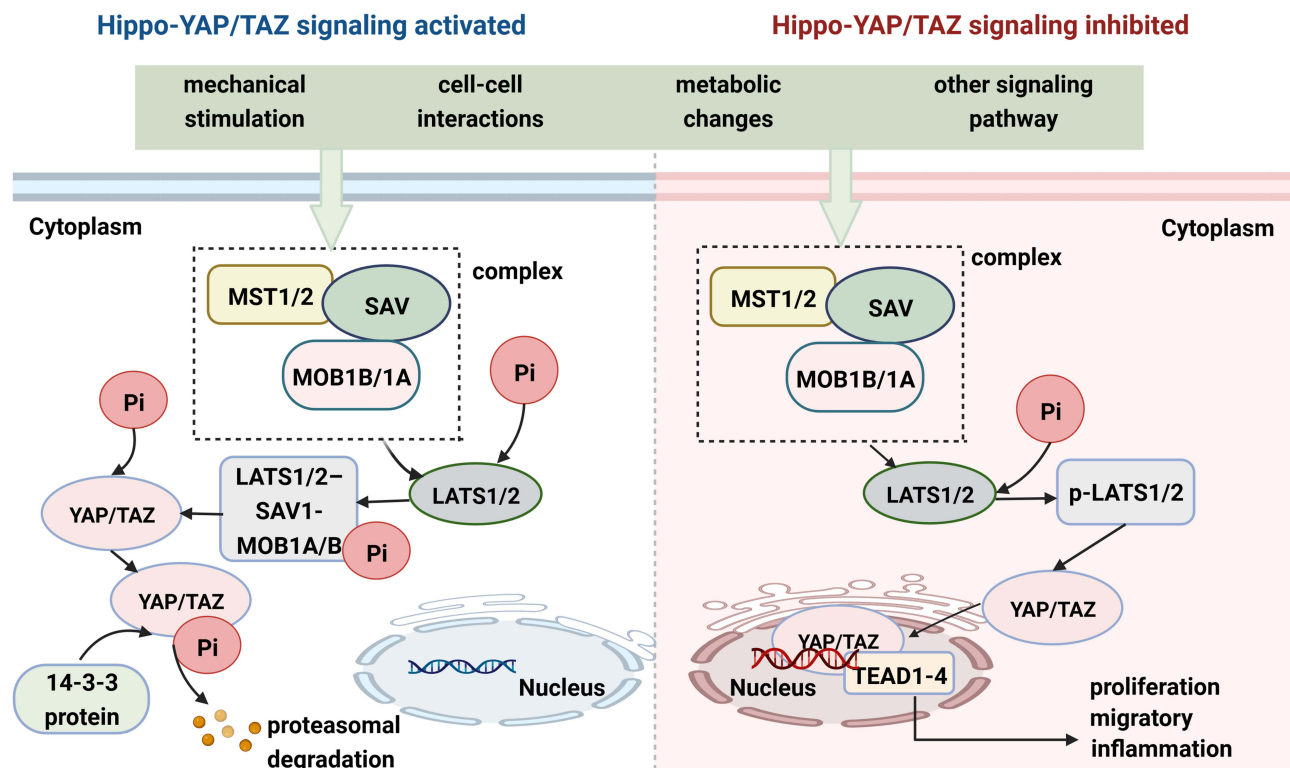 Hippo-YAP/TAZ signaling activated
Hippo-YAP/TAZ signaling inhibited
mechanical
stimulation
cell-cell
interactions
metabolic
changes
other signaling
pathway
Cytoplasm
complex
MST1/2
SAV
MOB1B/1A
Pi
Pi
LATS1/2
LATS1/2–
SAV1-
MOB1A/B
Pi
YAP/TAZ
YAP/TAZ
Pi
14-3-3
protein
proteasomal
degradation
Nucleus
Cytoplasm
complex
MST1/2
SAV
MOB1B/1A
Pi
LATS1/2
p-LATS1/2
YAP/TAZ
YAP/TAZ
TEAD1-4
Nucleus
proliferation
migratory
inflammation